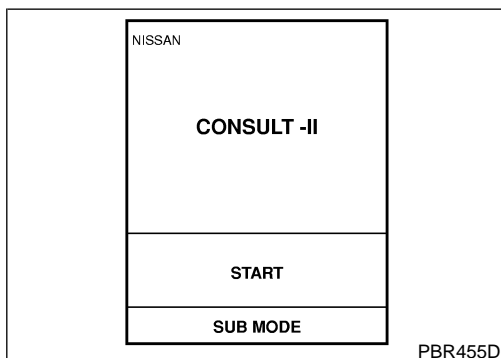 NISSAN
CONSULT -II
START
SUB MODE
PBR455D